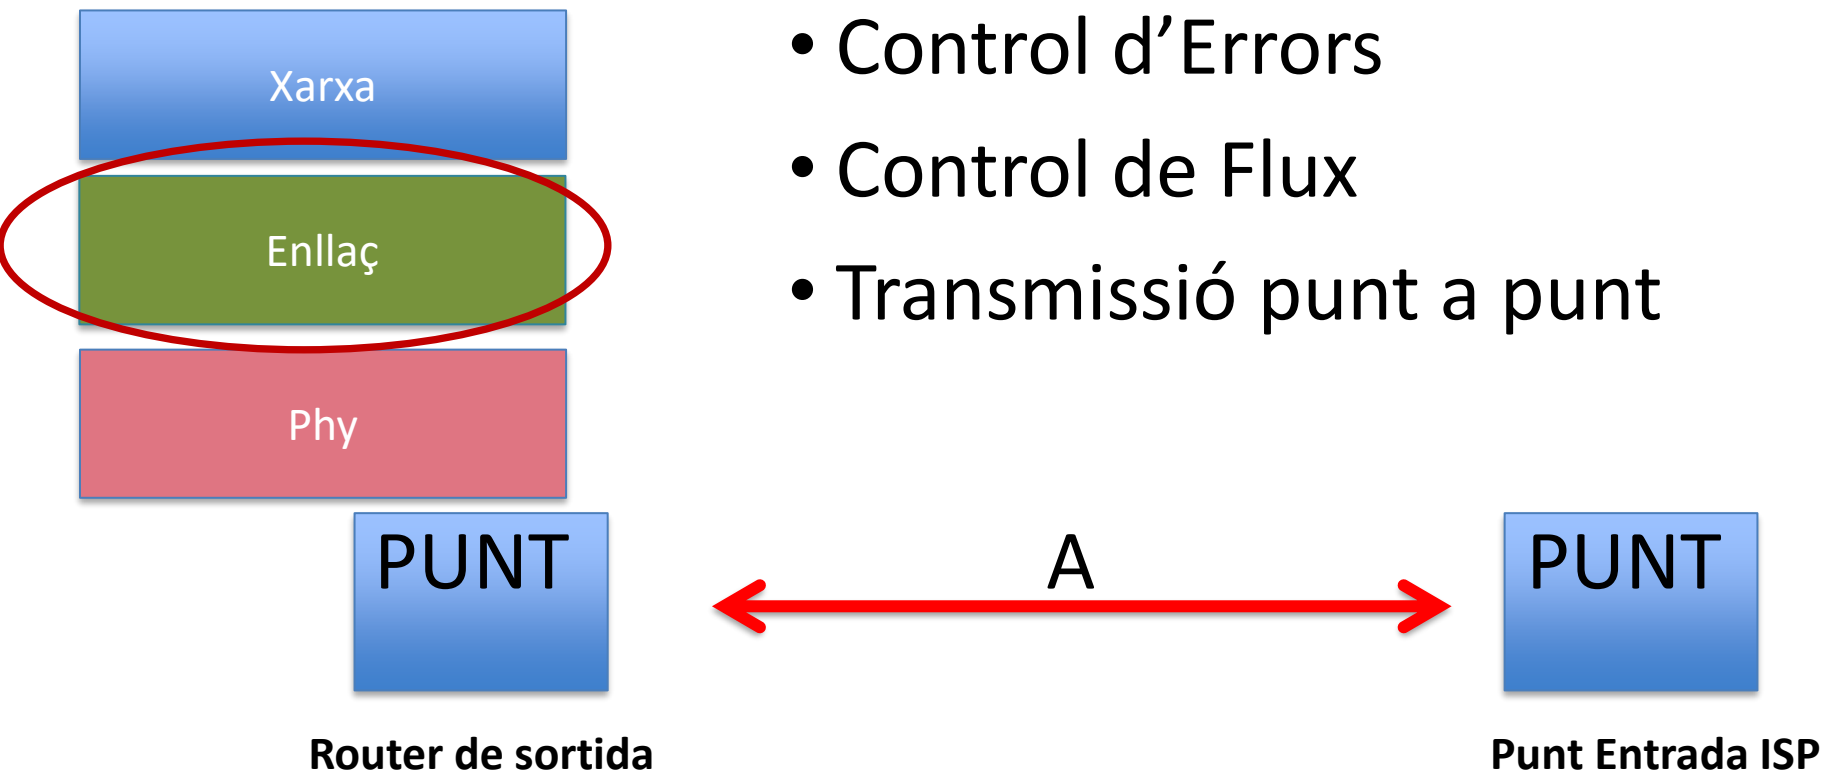 Xarxa
Enllaç
Phy
• Control d’Errors
• Control de Flux
• Transmissió punt a punt
PUNT
A
PUNT
Router de sortida
Punt Entrada ISP